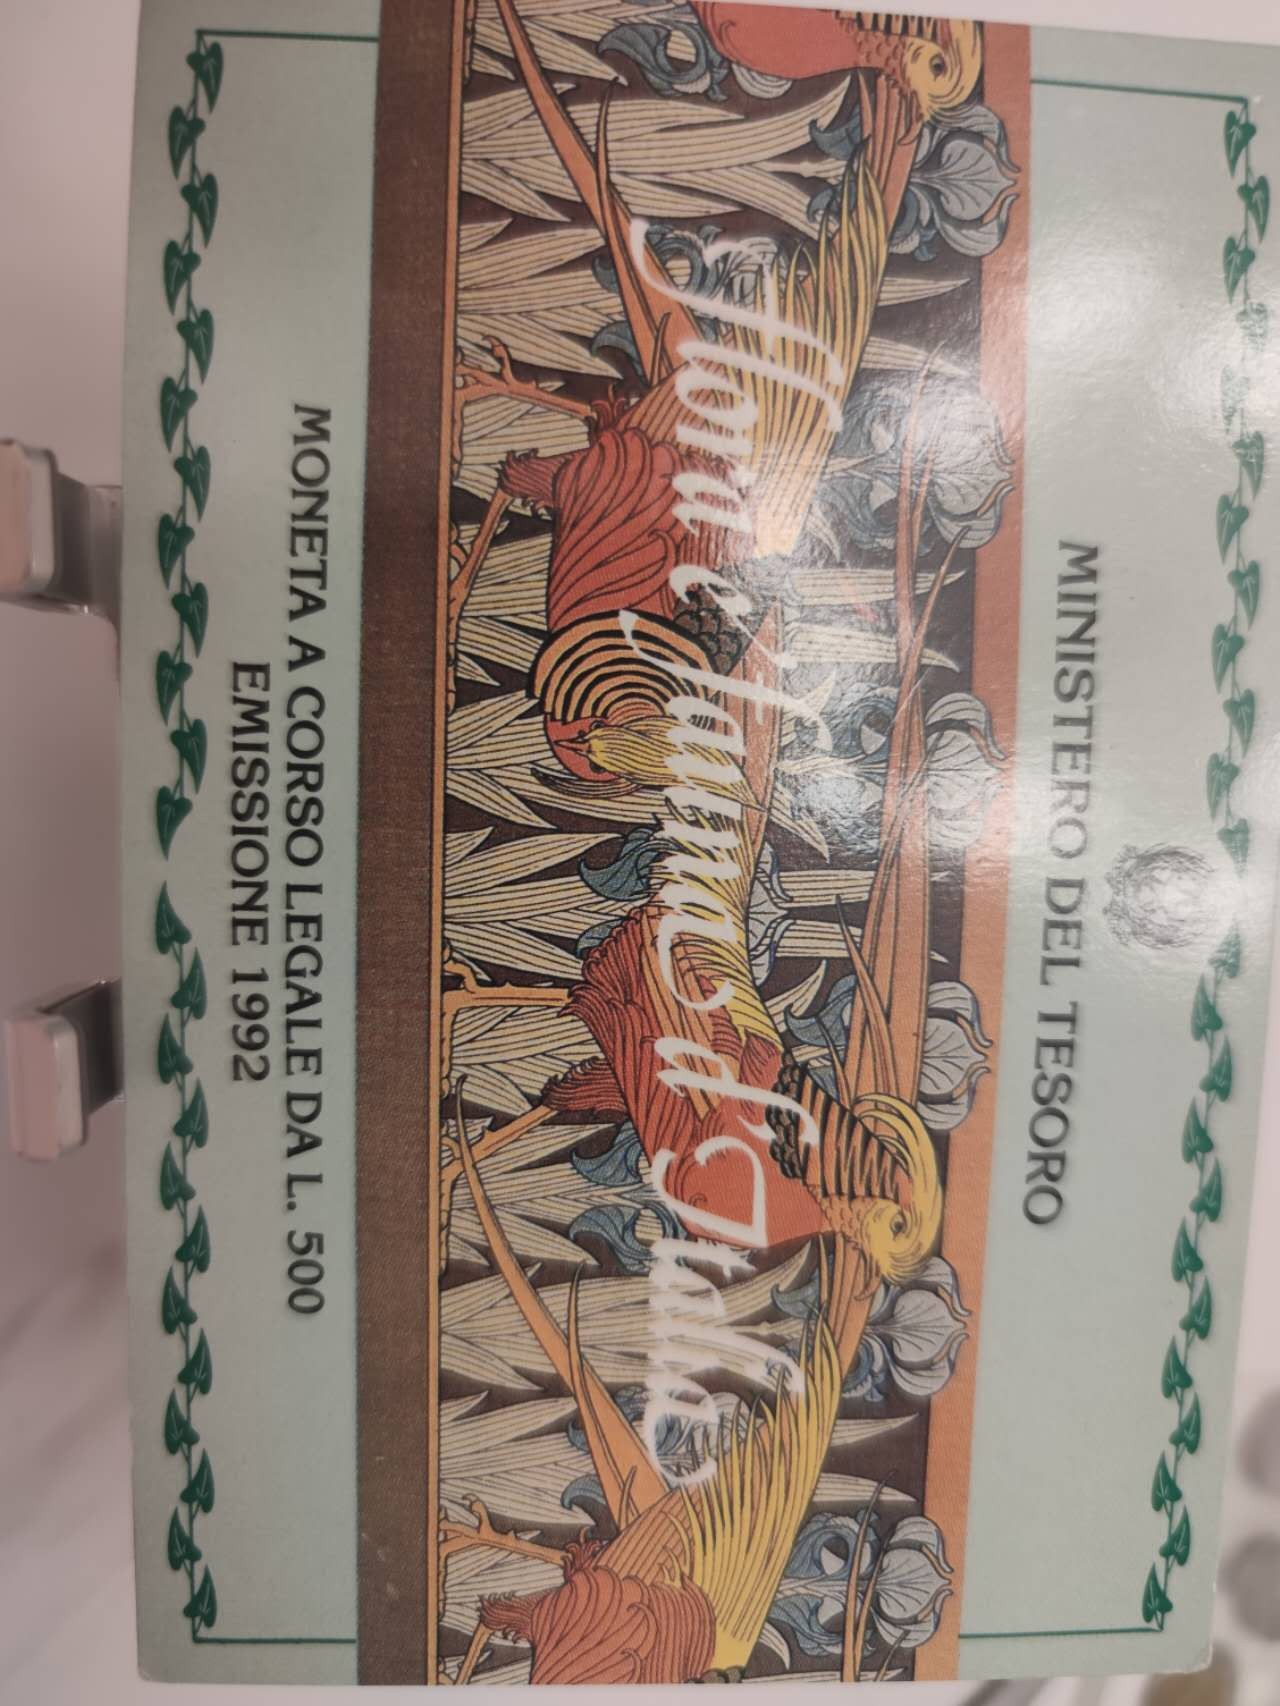 MINISTERO DEL TESORO
Flora e Fauna d'Italia
MONETA A CORSO LEGALE DA L. 500
EMISSIONE 1992